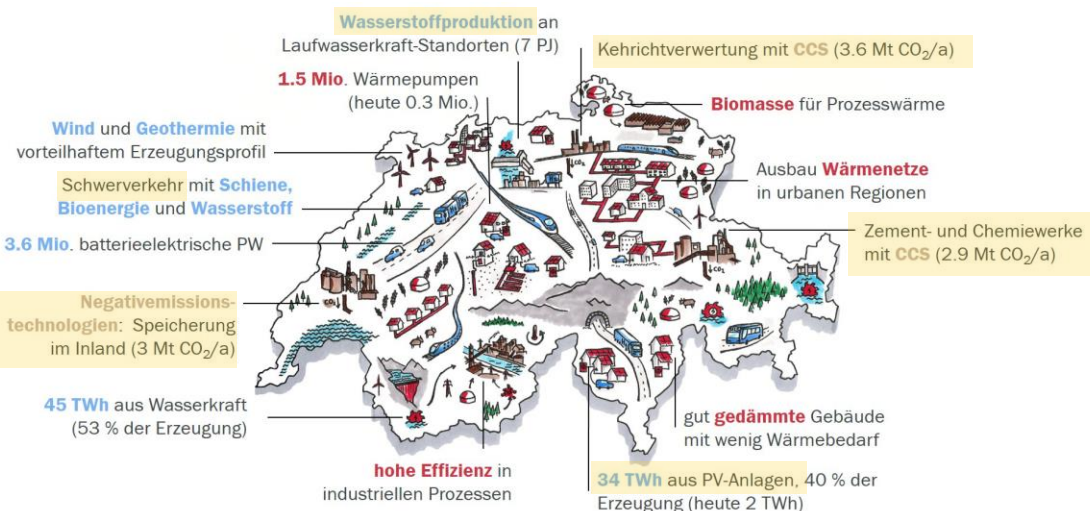 Wasserstoffproduktion an
Laufwasserkraft-Standorten (7 PJ)
Kehrichtverwertung mit CCS (3.6 Mt CO₂/a)
1.5 Mio. Wärmepumpen
(heute 0.3 Mio.)
Biomasse für Prozesswärme
Wind und Geothermie mit
vorteilhaftem Erzeugungsprofil
Ausbau Wärmenetze
in urbanen Regionen
Schwerverkehr mit Schiene,
Bioenergie und Wasserstoff
3.6 Mio. batterieelektrische PW
Zement- und Chemiewerke
mit CCS (2.9 Mt CO₂/a)
Negativemissions-
technologien: Speicherung
im Inland (3 Mt CO₂/a)
45 TWh aus Wasserkraft
(53 % der Erzeugung)
gut gedämmte Gebäude
mit wenig Wärmebedarf
hohe Effizienz in
industriellen Prozessen
34 TWh aus PV-Anlagen, 40 % der
Erzeugung (heute 2 TWh)
CO₂
CO₂
CO₂